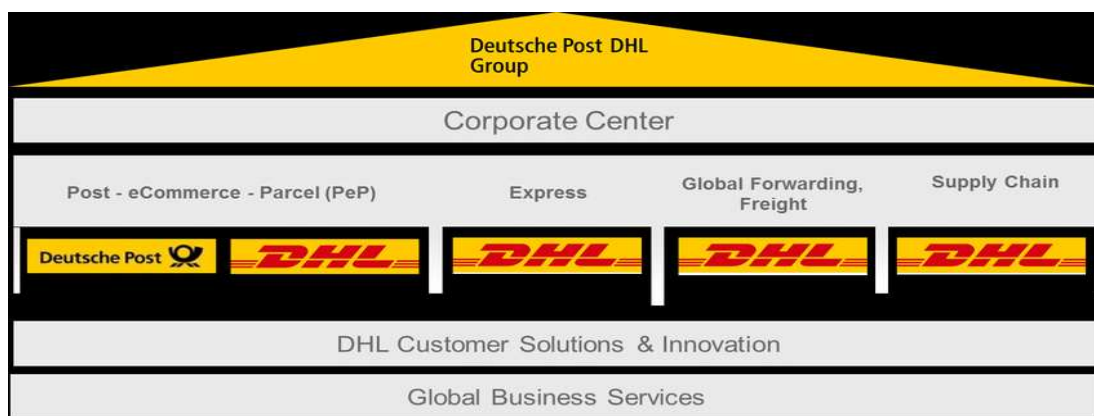 Deutsche Post DHL
Group
Corporate Center
Post - eCommerce - Parcel (PeP)
Express
Global Forwarding,
Freight
Supply Chain
Deutsche Post
DHL
DHL
DHL
DHL
DHL Customer Solutions & Innovation
Global Business Services